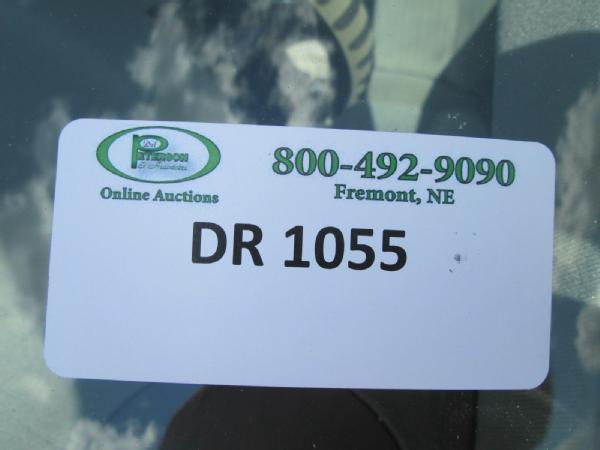 PETERSON
Online Auctions
800-492-9090
Fremont, NE
DR 1055